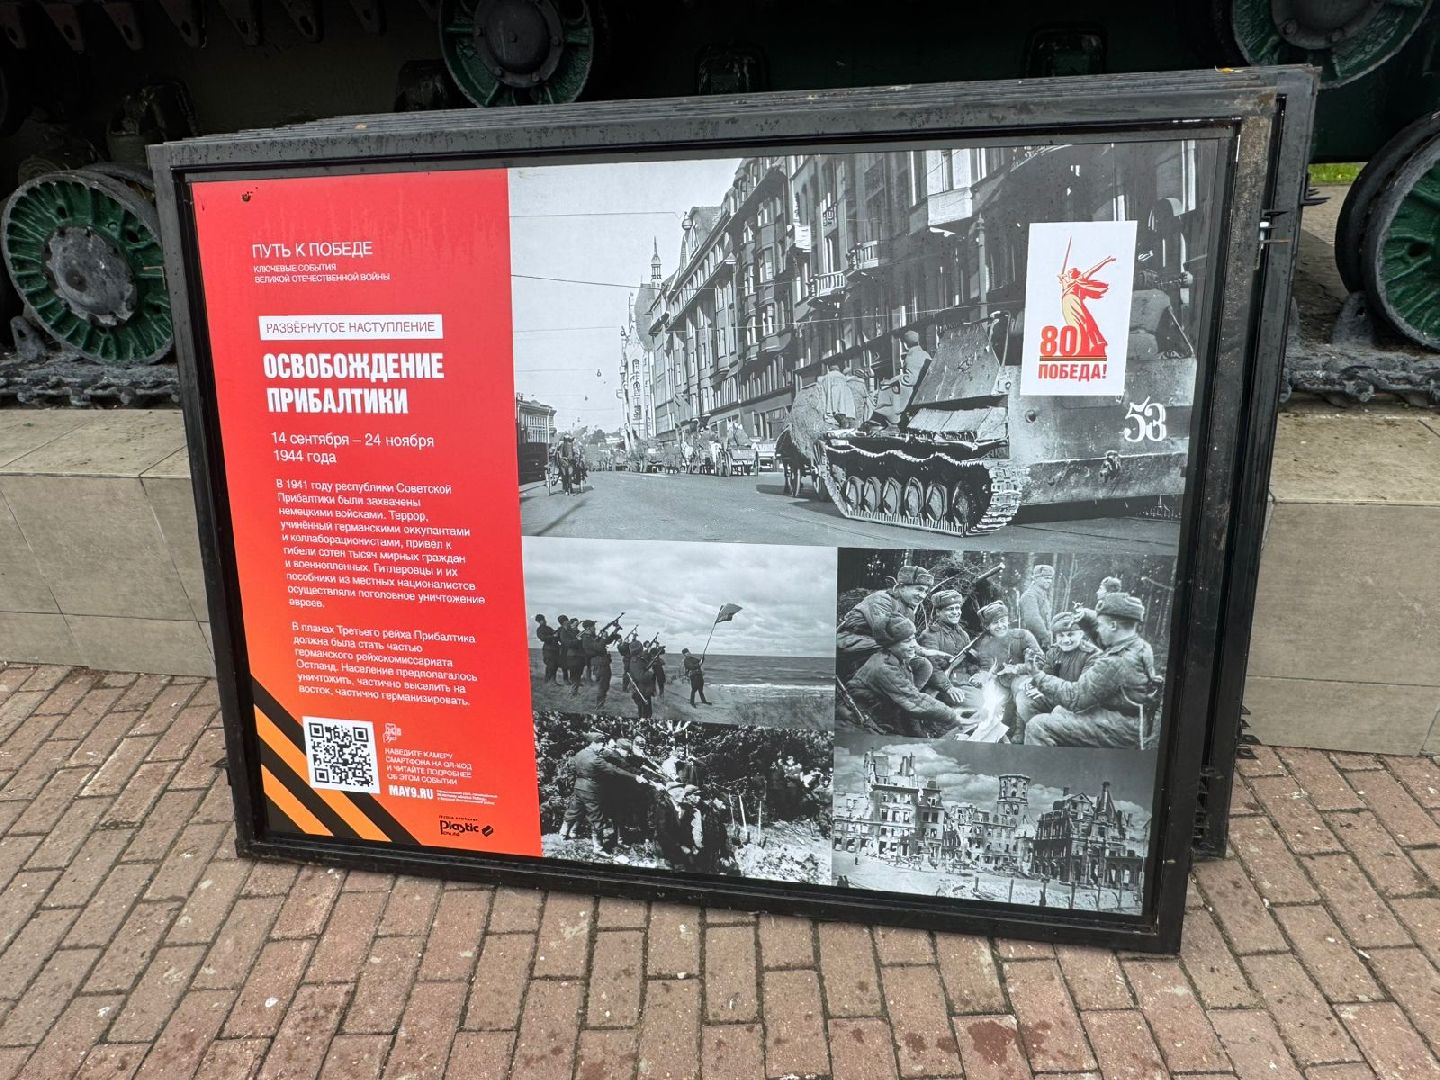 ПУТЬ К ПОБЕДЕ
КЛЮЧЕВЫЕ СОБЫТИЯ
ВЕЛИКОЙ ОТЕЧЕСТВЕННОЙ ВОЙНЫ
РАЗВЁРНУТОЕ НАСТУПЛЕНИЕ
ОСВОБОЖДЕНИЕ
ПРИБАЛТИКИ
14 сентября – 24 ноября
1944 года
В 1941 году республики Советской
Прибалтики были захвачены
немецкими войсками. Террор,
учинённый германскими оккупантами
и коллаборационистами, привёл к
гибели сотен тысяч мирных граждан
и военнопленных. Гитлеровцы и их
пособники из местных националистов
осуществляли поголовное уничтожение
евреев.
В планах Третьего рейха Прибалтика
должна была стать частью
германского рейхскомиссариата
Остланд. Население предполагалось
уничтожить, частично выселить на
восток, частично германизировать.
НАВЕДИТЕ КАМЕРУ
СМАРТФОНА НА QR-КОД
И ЧИТАЙТЕ ПОДРОБНЕЕ
ОБ ЭТОМ СОБЫТИИ
MAY9.RU
Plastic
80
ПОБЕДА!
53